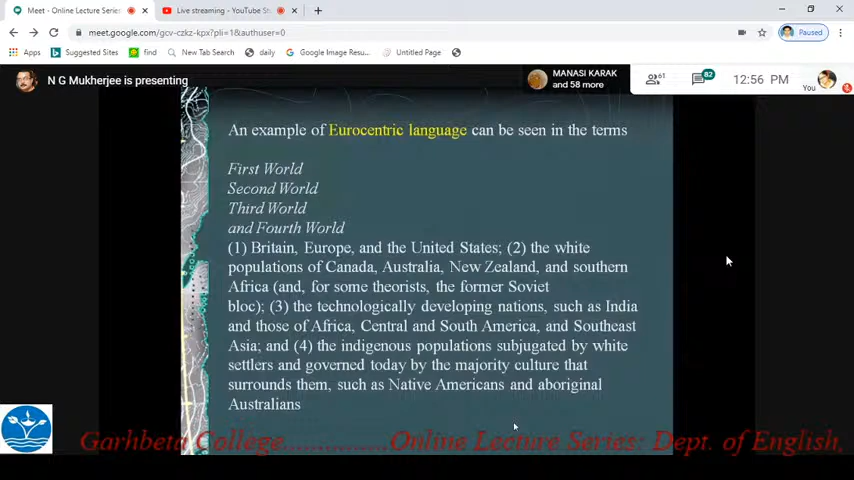 Meet - Online Lecture Series:
Live streaming - YouTube St
meet.google.com/gcv-czkz-kpx?pli=1&authuser=0
Paused
Apps
Suggested Sites
find
New Tab Search
daily
Google Image Resu...
Untitled Page
N G Mukherjee is presenting
MANASI KARAK
and 58 more
61
82
12:56 PM
You
An example of Eurocentric language can be seen in the terms
First World
Second World
Third World
and Fourth World
(1) Britain, Europe, and the United States; (2) the white
populations of Canada, Australia, New Zealand, and southern
Africa (and, for some theorists, the former Soviet
bloc); (3) the technologically developing nations, such as India
and those of Africa, Central and South America, and Southeast
Asia; and (4) the indigenous populations subjugated by white
settlers and governed today by the majority culture that
surrounds them, such as Native Americans and aboriginal
Australians
Garhbeta College................Online Lecture Series: Dept. of English,